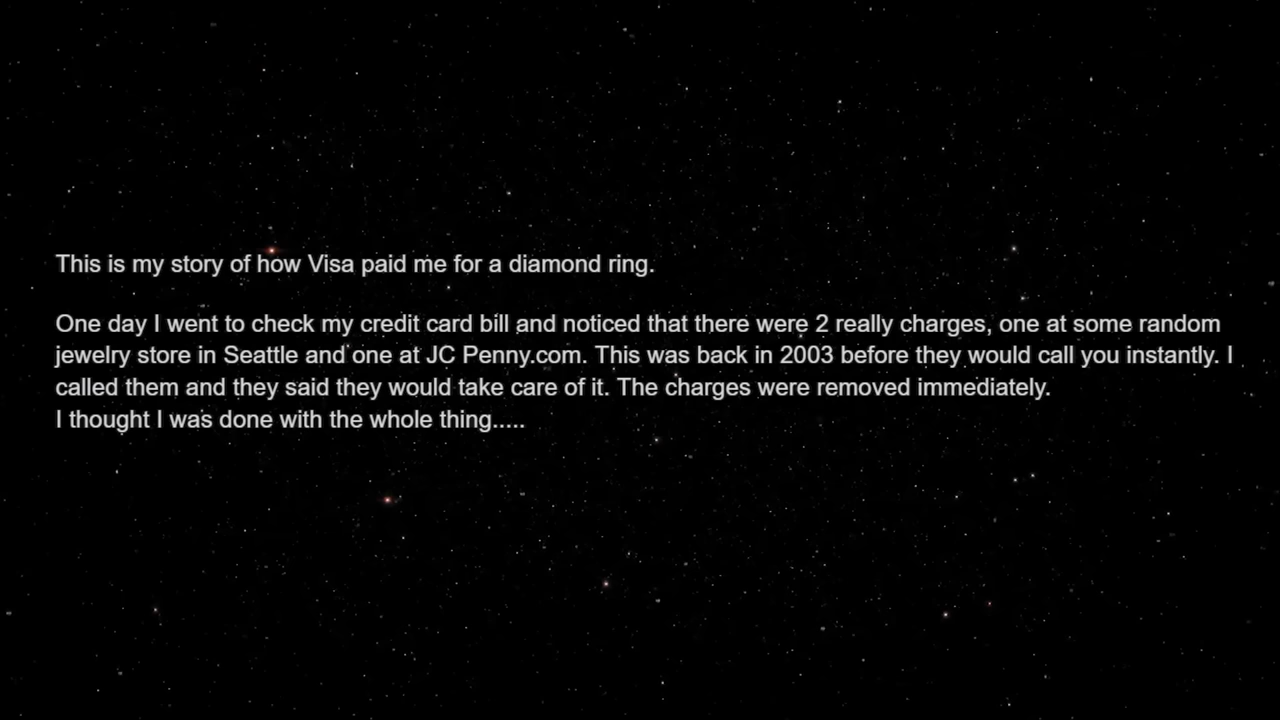 This is my story of how Visa paid me for a diamond ring.
One day I went to check my credit card bill and noticed that there were 2 really charges, one at some random
jewelry store in Seattle and one at JC Penny.com. This was back in 2003 before they would call you instantly. I
called them and they said they would take care of it. The charges were removed immediately.
I thought I was done with the whole thing.....